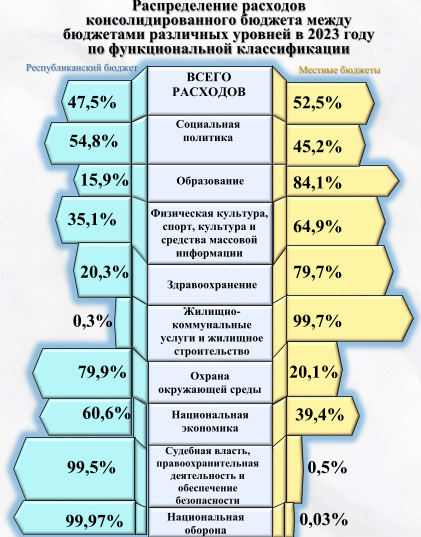 Распределение расходов
консолидированного бюджета между
бюджетами различных уровней в 2023 году
по функциональной классификации
Республиканский бюджет
Местные бюджеты
47,5%
ВСЕГО
РАСХОДОВ
52,5%
54,8%
Социальная
политика
45,2%
15,9%
Образование
84,1%
35,1%
Физическая культура,
спорт, культура и
средства массовой
информации
64,9%
20,3%
Здравоохранение
79,7%
0,3%
Жилищно-
коммунальные
услуги и жилищное
строительство
99,7%
79,9%
Охрана
окружающей среды
20,1%
60,6%
Национальная
экономика
39,4%
99,5%
Судебная власть,
правоохранительная
деятельность и
обеспечение
безопасности
0,5%
99,97%
Национальная
оборона
0,03%